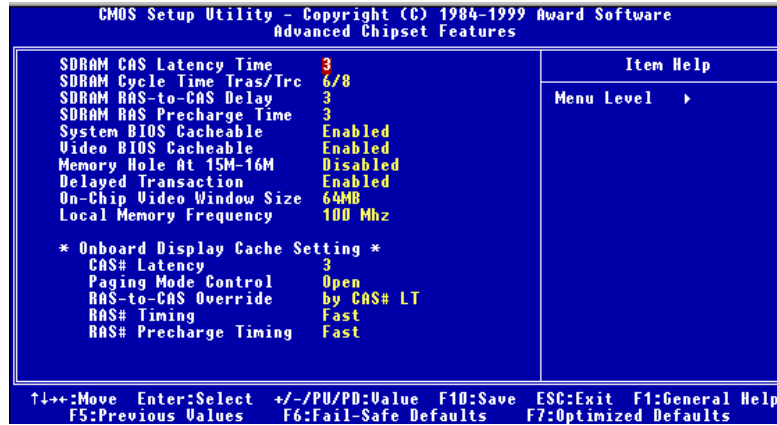 CMOS Setup Utility - Copyright (C) 1984-1999 Award Software
Advanced Chipset Features
SDRAM CAS Latency Time 3
SDRAM Cycle Time Tras/Trc 6/8
SDRAM RAS-to-CAS Delay 3
SDRAM RAS Precharge Time 3
System BIOS Cacheable Enabled
Video BIOS Cacheable Enabled
Memory Hole At 15M-16M Disabled
Delayed Transaction Enabled
On-Chip Video Window Size 64MB
Local Memory Frequency 100 Mhz
* Onboard Display Cache Setting *
CAS# Latency 3
Paging Mode Control Open
RAS-to-CAS Override by CAS# LT
RAS# Timing Fast
RAS# Precharge Timing Fast
Item Help
Menu Level ▸
↑↓→←:Move Enter:Select +/-/PU/PD:Value F10:Save ESC:Exit F1:General Help
F5:Previous Values F6:Fail-Safe Defaults F7:Optimized Defaults